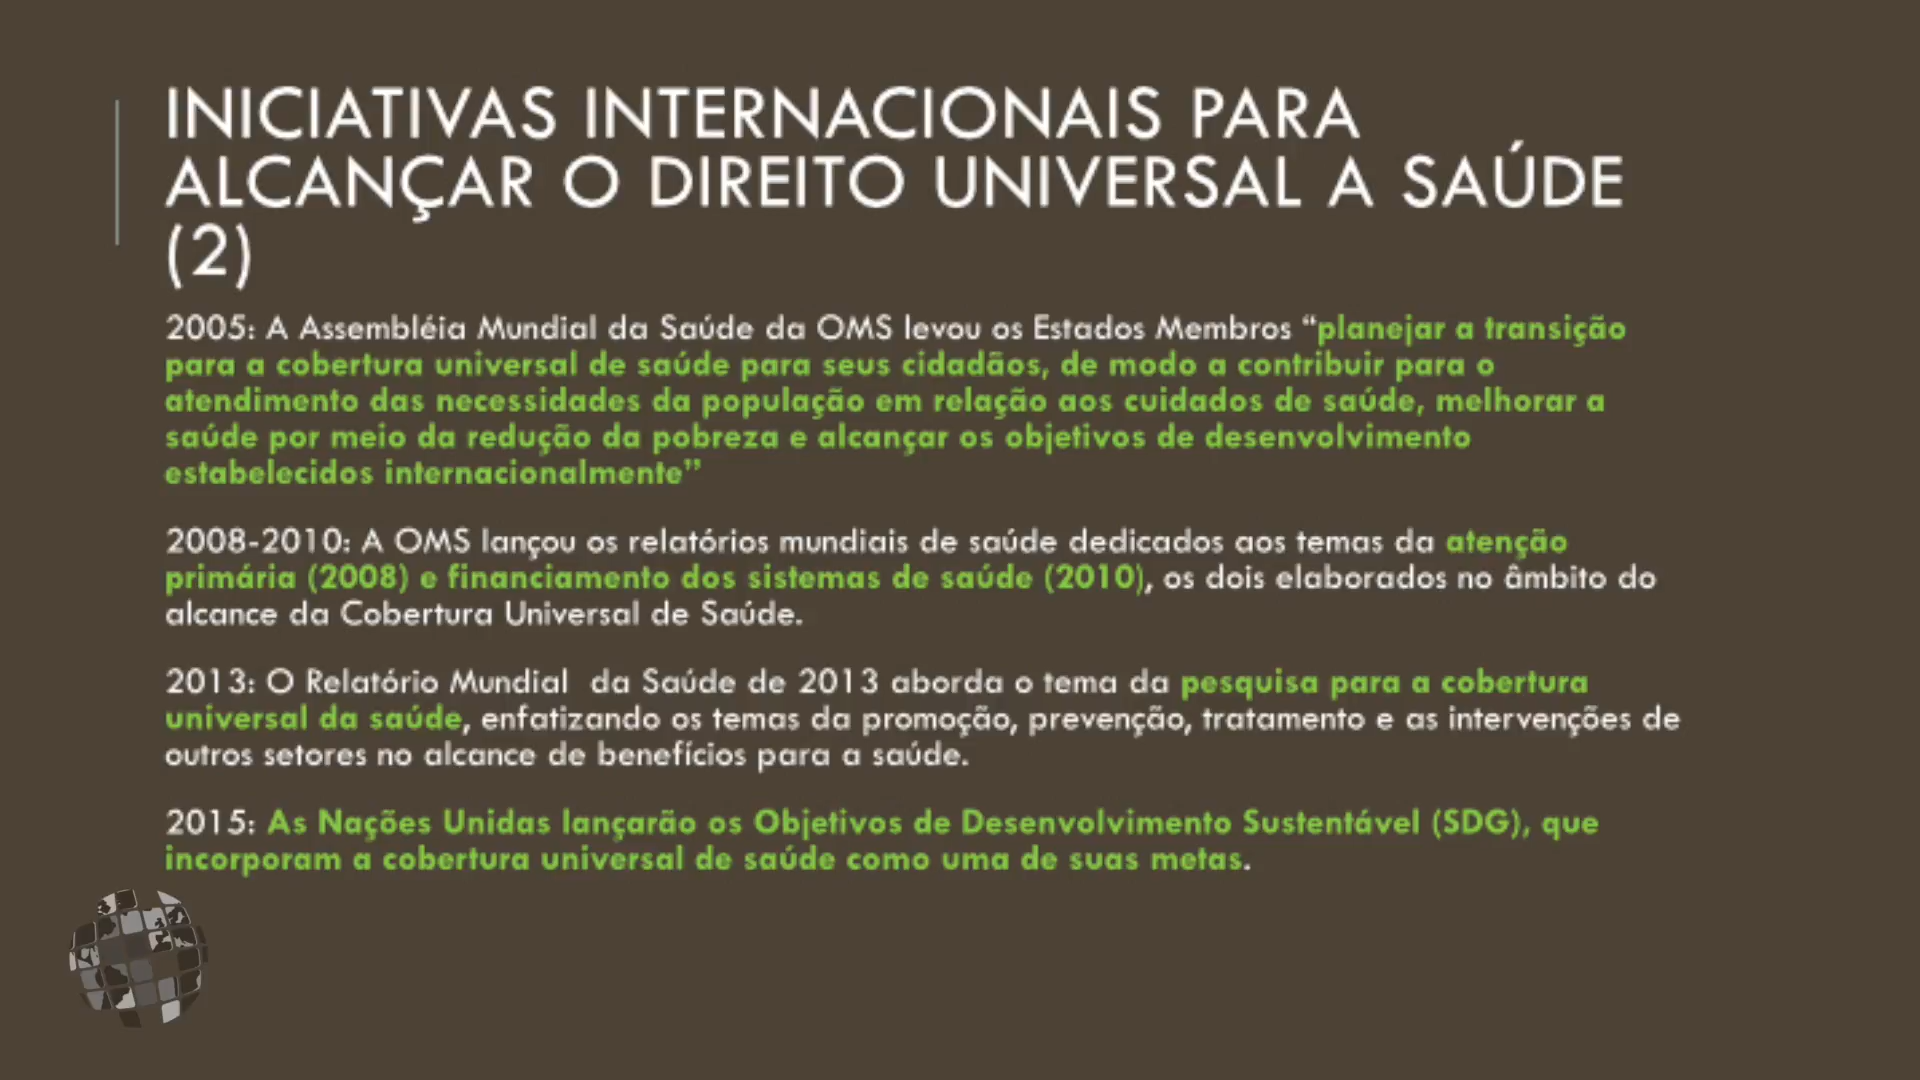 INICIATIVAS INTERNACIONAIS PARA
ALCANÇAR O DIREITO UNIVERSAL A SAÚDE
(2)
2005: A Assembléia Mundial da Saúde da OMS levou os Estados Membros “planejar a transição
para a cobertura universal de saúde para seus cidadãos, de modo a contribuir para o
atendimento das necessidades da população em relação aos cuidados de saúde, melhorar a
saúde por meio da redução da pobreza e alcançar os objetivos de desenvolvimento
estabelecidos internacionalmente”
2008-2010: A OMS lançou os relatórios mundiais de saúde dedicados aos temas da atenção
primária (2008) e financiamento dos sistemas de saúde (2010), os dois elaborados no âmbito do
alcance da Cobertura Universal de Saúde.
2013: O Relatório Mundial  da Saúde de 2013 aborda o tema da pesquisa para a cobertura
universal da saúde, enfatizando os temas da promoção, prevenção, tratamento e as intervenções de
outros setores no alcance de benefícios para a saúde.
2015: As Nações Unidas lançarão os Objetivos de Desenvolvimento Sustentável (SDG), que
incorporam a cobertura universal de saúde como uma de suas metas.